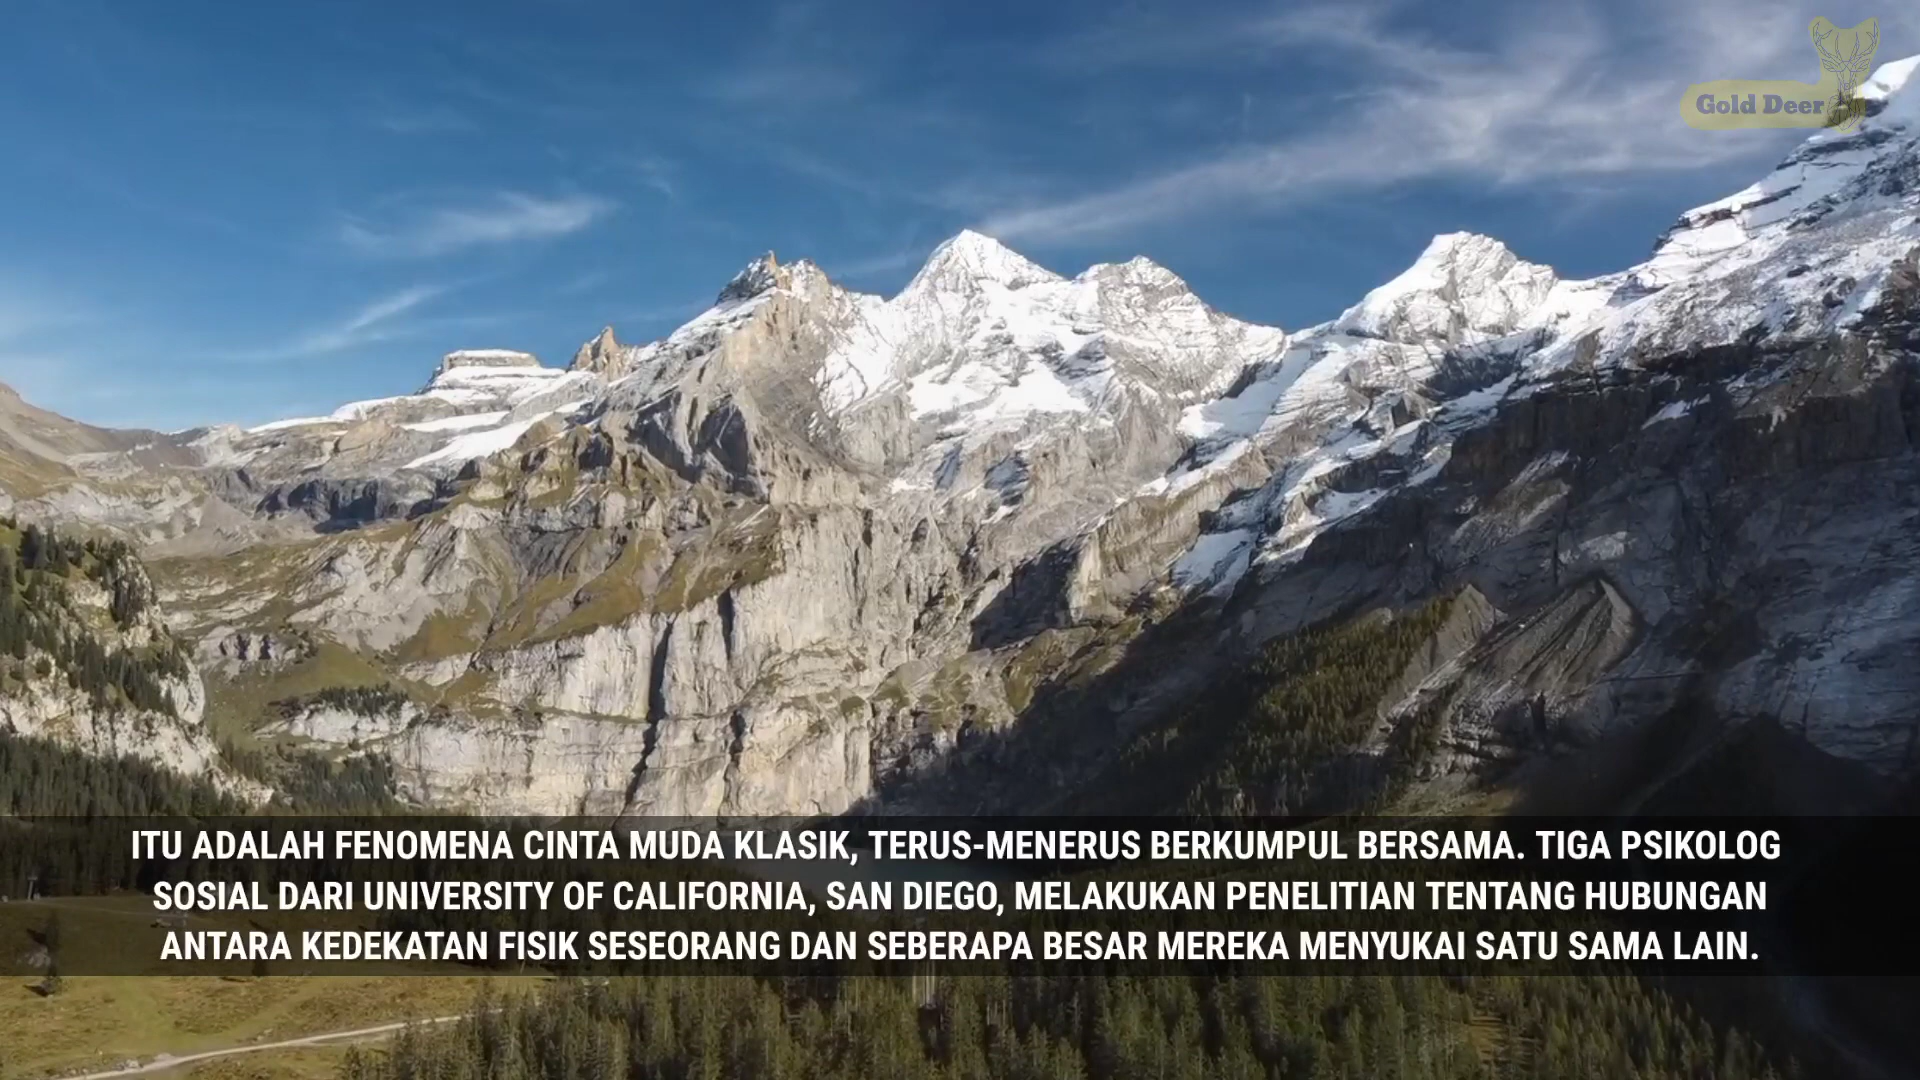 Gold Deer
ITU ADALAH FENOMENA CINTA MUDA KLASIK, TERUS-MENERUS BERKUMPUL BERSAMA. TIGA PSIKOLOG
SOSIAL DARI UNIVERSITY OF CALIFORNIA, SAN DIEGO, MELAKUKAN PENELITIAN TENTANG HUBUNGAN
ANTARA KEDEKATAN FISIK SESEORANG DAN SEBERAPA BESAR MEREKA MENYUKAI SATU SAMA LAIN.